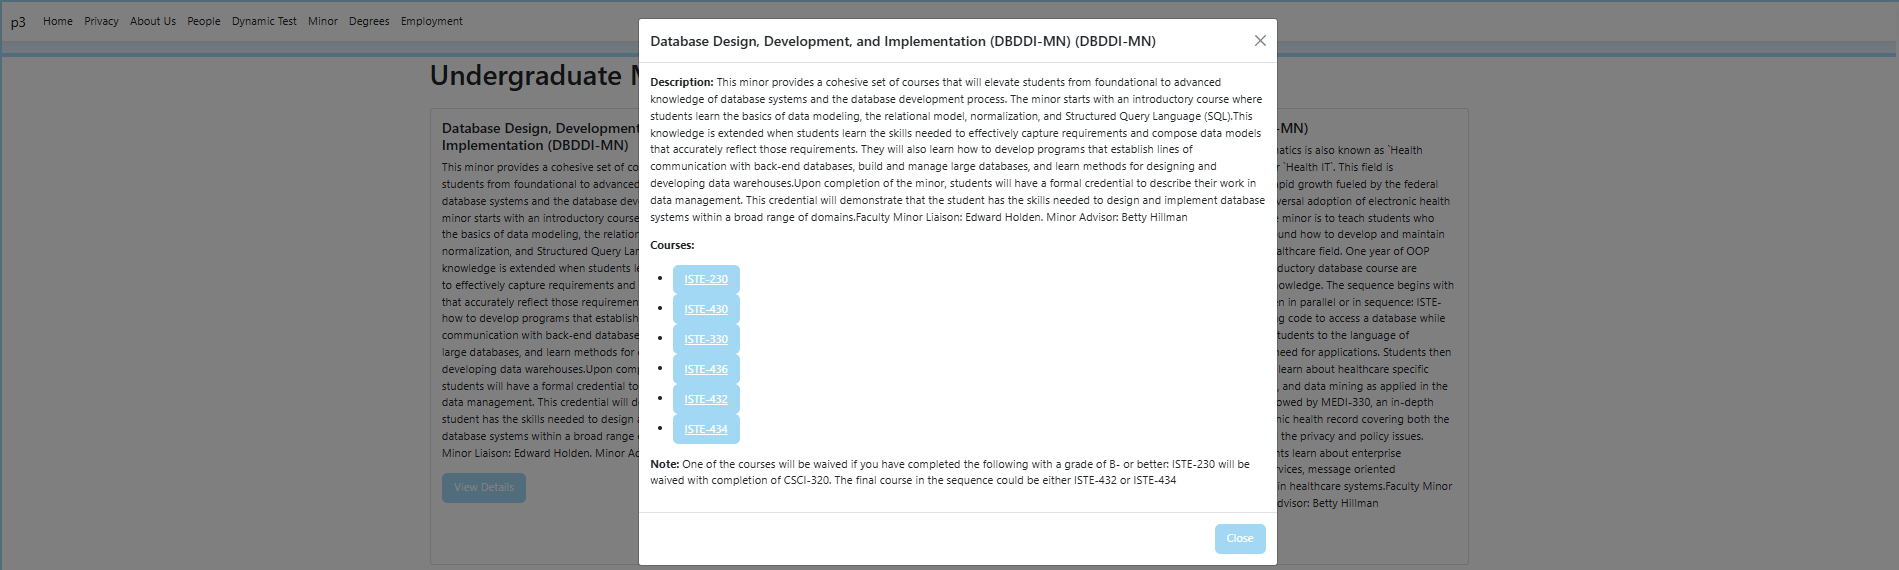 p3 Home Privacy About Us People Dynamic Test Minor Degrees Employment
Undergraduate
Database Design, Development
Implementation (DBDDI-MN)
This minor provides a cohesive set of co
students from foundational to advanced
database systems and the database dev
minor starts with an introductory course
the basics of data modeling, the relation
normalization, and Structured Query Lar
knowledge is extended when students le
to effectively capture requirements and
that accurately reflect those requiremen
how to develop programs that establish
communication with back-end database
large databases, and learn methods for
developing data warehouses.Upon com
students will have a formal credential to
data management. This credential will d
student has the skills needed to design
database systems within a broad range
Minor Liaison: Edward Holden. Minor Ad
View Details
Database Design, Development, and Implementation (DBDDI-MN) (DBDDI-MN)
Description: This minor provides a cohesive set of courses that will elevate students from foundational to advanced
knowledge of database systems and the database development process. The minor starts with an introductory course where
students learn the basics of data modeling, the relational model, normalization, and Structured Query Language (SQL).This
knowledge is extended when students learn the skills needed to effectively capture requirements and compose data models
that accurately reflect those requirements. They will also learn how to develop programs that establish lines of
communication with back-end databases, build and manage large databases, and learn methods for designing and
developing data warehouses.Upon completion of the minor, students will have a formal credential to describe their work in
data management. This credential will demonstrate that the student has the skills needed to design and implement database
systems within a broad range of domains.Faculty Minor Liaison: Edward Holden. Minor Advisor: Betty Hillman
Courses:
• ISTE-230
• ISTE-430
• ISTE-330
• ISTE-436
• ISTE-432
• ISTE-434
Note: One of the courses will be waived if you have completed the following with a grade of B- or better: ISTE-230 will be
waived with completion of CSCI-320. The final course in the sequence could be either ISTE-432 or ISTE-434
Close
-MN)
atics is also known as `Health
`Health IT`. This field is
pid growth fueled by the federal
versal adoption of electronic health
minor is to teach students who
und how to develop and maintain
althcare field. One year of OOP
ductory database course are
owledge. The sequence begins with
n in parallel or in sequence: ISTE-
g code to access a database while
tudents to the language of
need for applications. Students then
learn about healthcare specific
, and data mining as applied in the
owed by MEDI-330, an in-depth
nic health record covering both the
the privacy and policy issues.
nts learn about enterprise
rvices, message oriented
in healthcare systems.Faculty Minor
dvisor: Betty Hillman